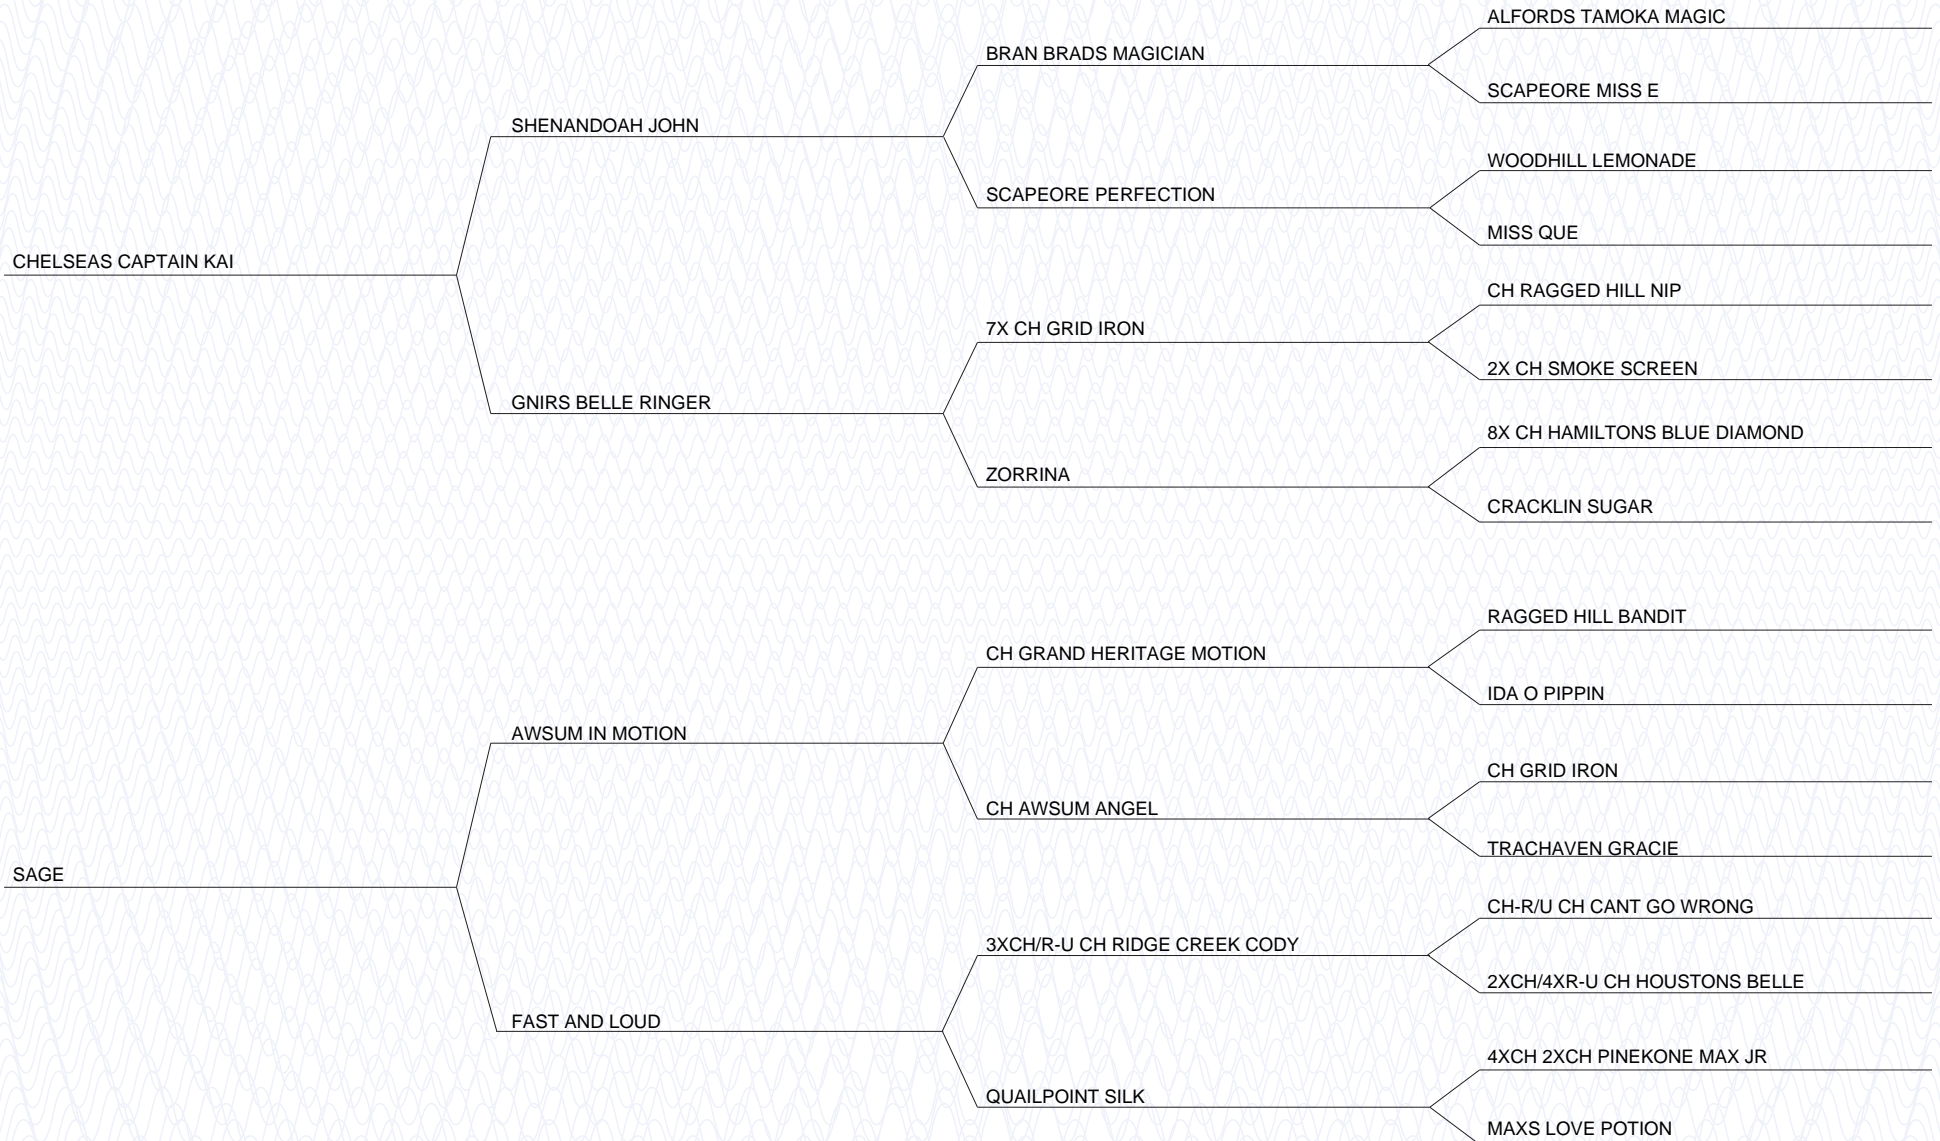 ALFORDS TAMOKA MAGIC
BRAN BRADS MAGICIAN
SCAPEORE MISS E
SHENANDOAH JOHN
WOODHILL LEMONADE
SCAPEORE PERFECTION
MISS QUE
CHELSEAS CAPTAIN KAI
CH RAGGED HILL NIP
7X CH GRID IRON
2X CH SMOKE SCREEN
GNIRS BELLE RINGER
8X CH HAMILTONS BLUE DIAMOND
ZORRINA
CRACKLIN SUGAR
RAGGED HILL BANDIT
CH GRAND HERITAGE MOTION
IDA O PIPPIN
AWSUM IN MOTION
CH GRID IRON
CH AWSUM ANGEL
TRACHAVEN GRACIE
SAGE
CH-R/U CH CANT GO WRONG
3XCH/R-U CH RIDGE CREEK CODY
2XCH/4XR-U CH HOUSTONS BELLE
FAST AND LOUD
4XCH 2XCH PINEKONE MAX JR
QUAILPOINT SILK
MAXS LOVE POTION